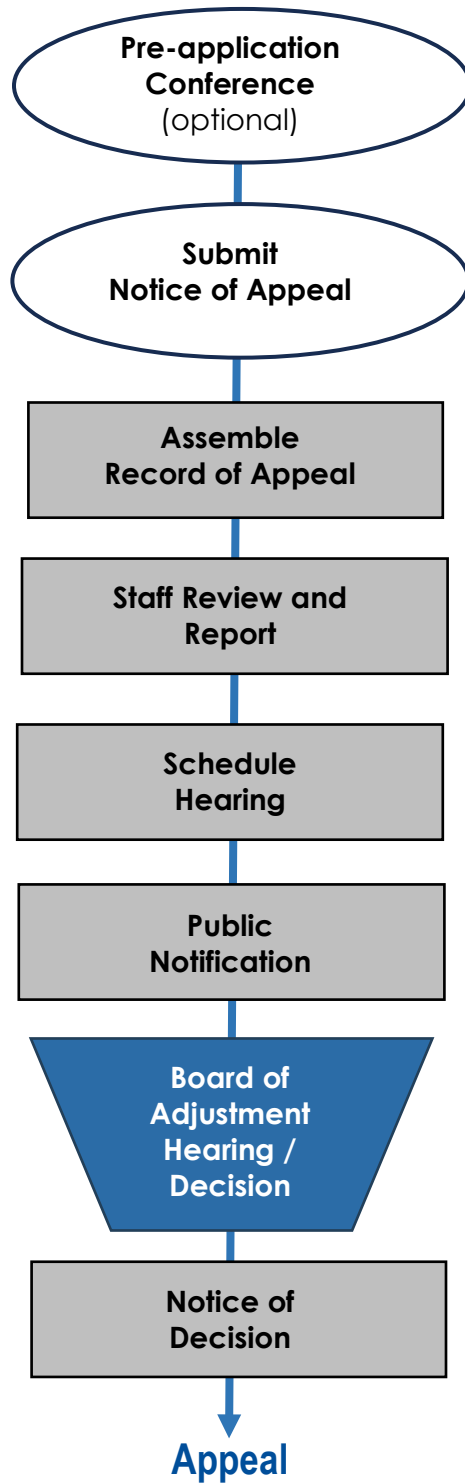 Pre-application
Conference
(optional)
Submit
Notice of Appeal
Assemble
Record of Appeal
Staff Review and
Report
Schedule
Hearing
Public
Notification
Board of
Adjustment
Hearing /
Decision
Notice of
Decision
Appeal